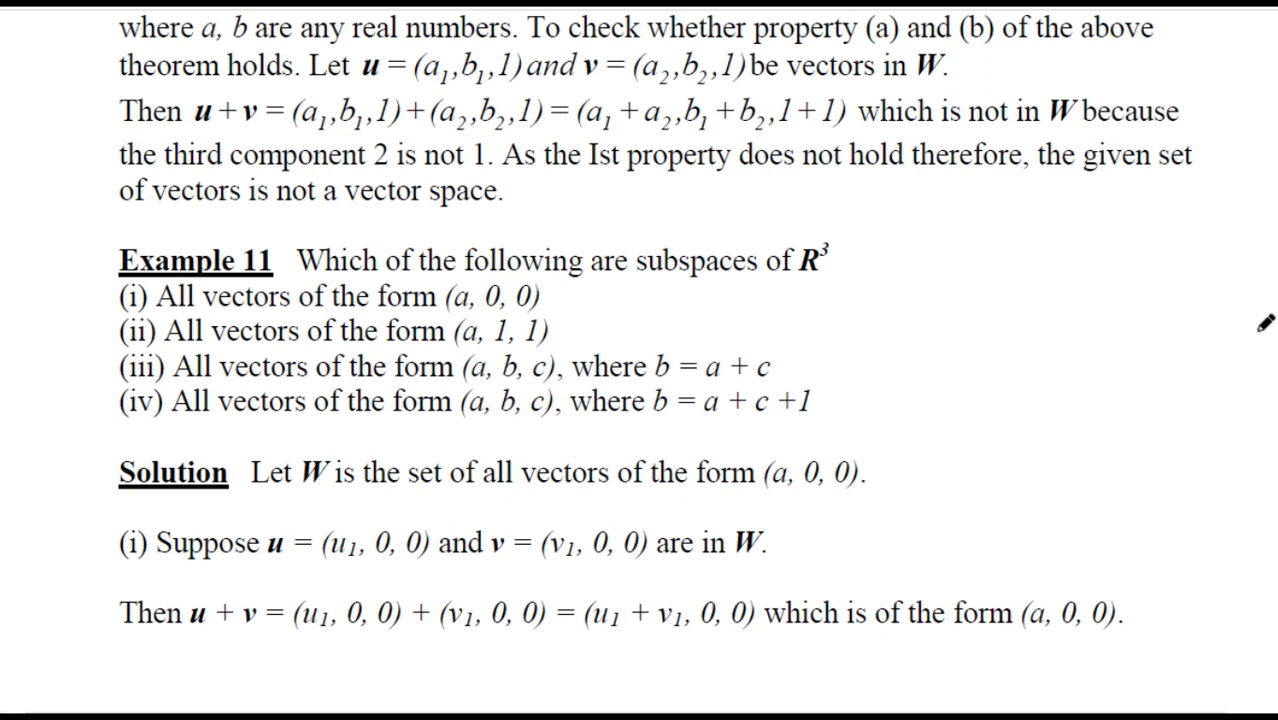 where a, b are any real numbers. To check whether property (a) and (b) of the above
theorem holds. Let u = (a₁,b₁,1) and v = (a₂,b₂,1) be vectors in W.
Then u + v = (a₁,b₁,1) + (a₂,b₂,1) = (a₁ + a₂,b₁ + b₂,1 + 1) which is not in W because
the third component 2 is not 1. As the Ist property does not hold therefore, the given set
of vectors is not a vector space.
Example 11 Which of the following are subspaces of R³
(i) All vectors of the form (a, 0, 0)
(ii) All vectors of the form (a, 1, 1)
(iii) All vectors of the form (a, b, c), where b = a + c
(iv) All vectors of the form (a, b, c), where b = a + c +1
Solution Let W is the set of all vectors of the form (a, 0, 0).
(i) Suppose u = (u₁, 0, 0) and v = (v₁, 0, 0) are in W.
Then u + v = (u₁, 0, 0) + (v₁, 0, 0) = (u₁ + v₁, 0, 0) which is of the form (a, 0, 0).